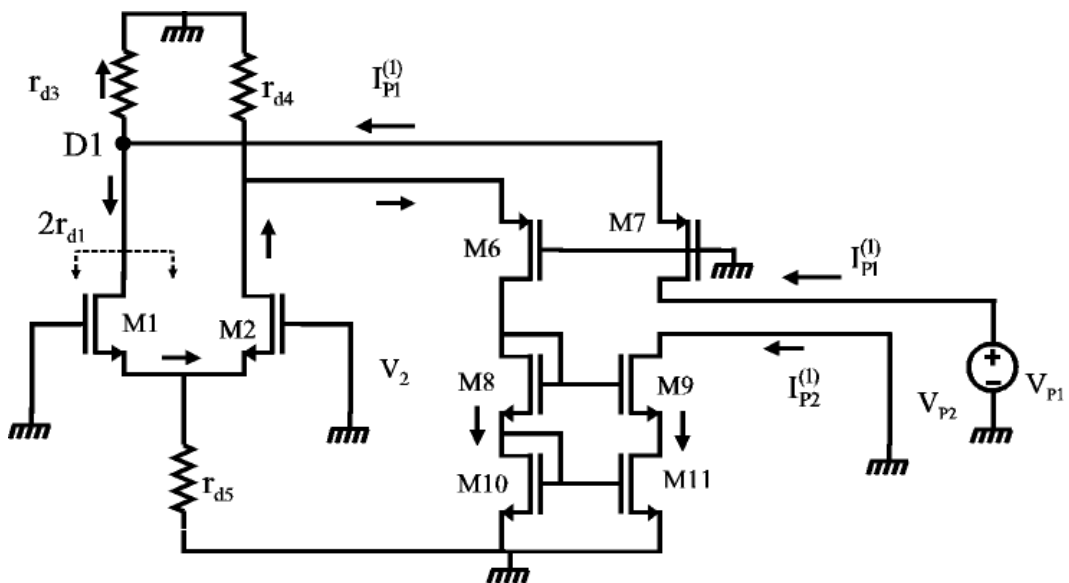 r_d3
r_d4
I_P1^(1)
D1
2r_d1
M6
M7
I_P1^(1)
M1
M2
V_2
M8
M9
I_P2^(1)
V_P2
V_P1
r_d5
M10
M11